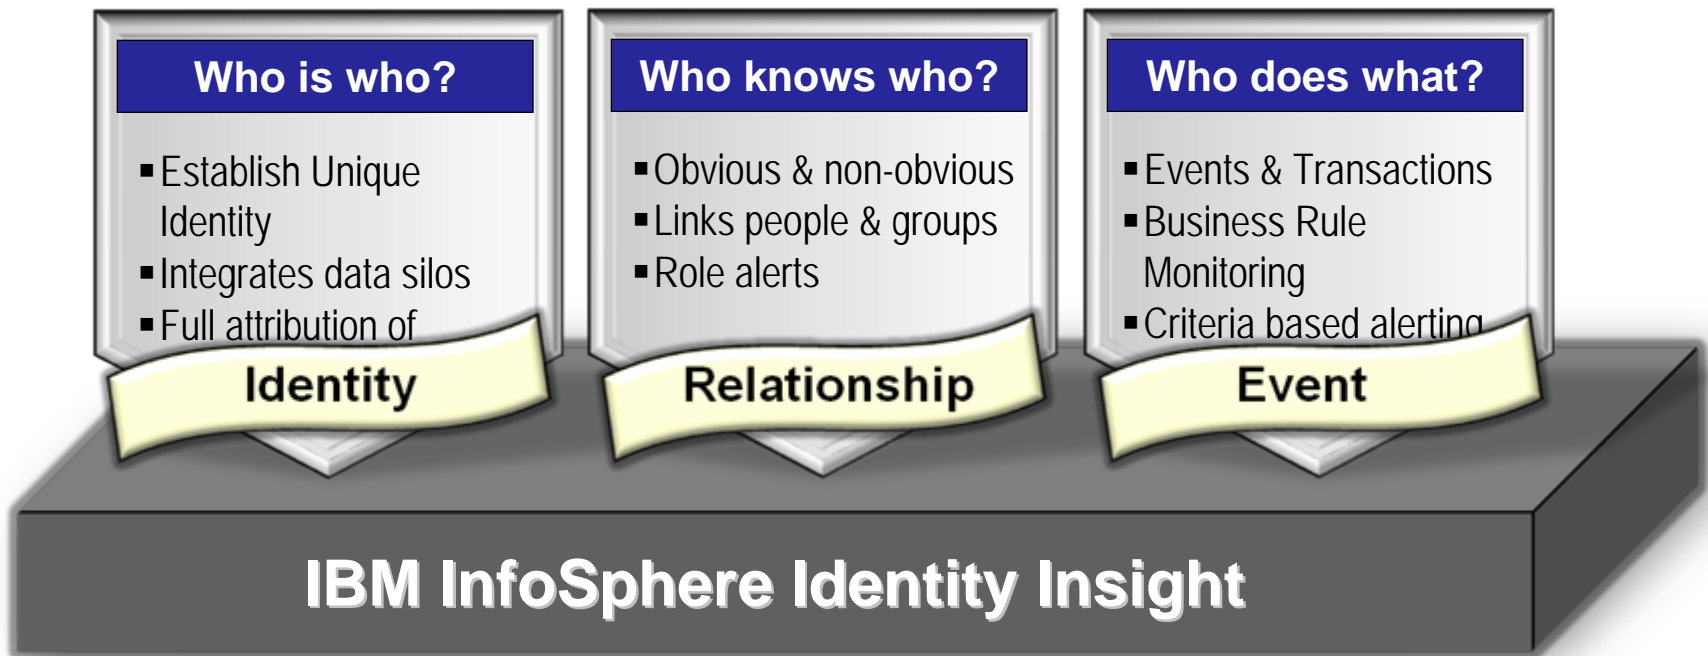 Who is who?
▪Establish Unique
Identity
▪Integrates data silos
▪Full attribution of
Identity
Who knows who?
▪Obvious & non-obvious
▪Links people & groups
▪Role alerts
Relationship
Who does what?
▪Events & Transactions
▪Business Rule
Monitoring
▪Criteria based alerting
Event
IBM InfoSphere Identity Insight